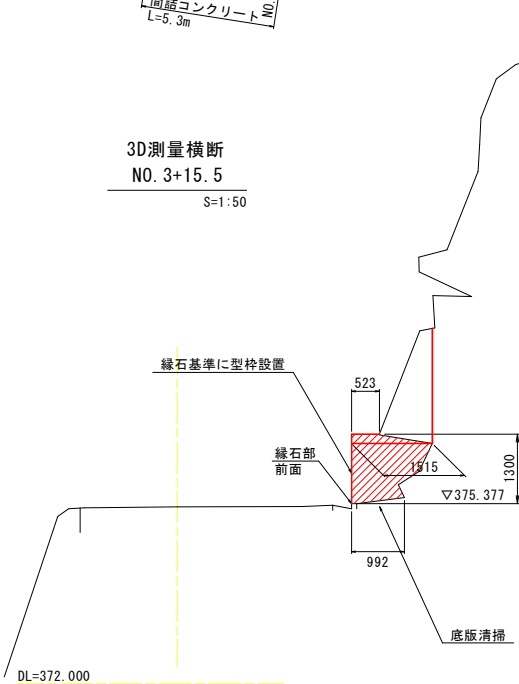 間詰コンクリート NO.
L=5.3m
3D測量横断
NO. 3+15.5
S=1:50
縁石基準に型枠設置
523
縁石部
前面
1515
1300
▽375.377
992
底版清掃
DL=372.000